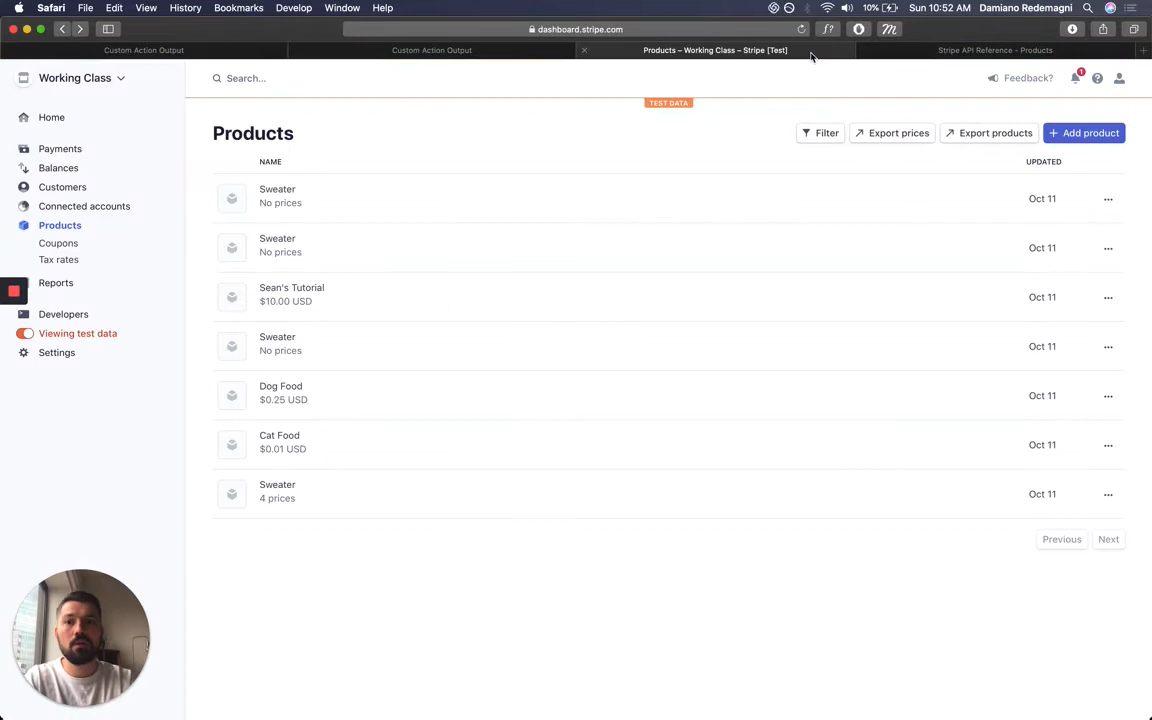 Safari File Edit View History Bookmarks Develop Window Help 10% Sun 10:52 AM Damiano Redemagni
dashboard.stripe.com f? m
Custom Action Output Custom Action Output Products – Working Class – Stripe [Test] Stripe API Reference - Products
Working Class Search... Feedback? 1
TEST DATA
Home
Payments
Balances
Customers
Connected accounts
Products
Coupons
Tax rates
Reports
Developers
Viewing test data
Settings
Products Filter Export prices Export products + Add product
NAME UPDATED
Sweater
No prices
Oct 11
Sweater
No prices
Oct 11
Sean's Tutorial
$10.00 USD
Oct 11
Sweater
No prices
Oct 11
Dog Food
$0.25 USD
Oct 11
Cat Food
$0.01 USD
Oct 11
Sweater
4 prices
Oct 11
Previous Next